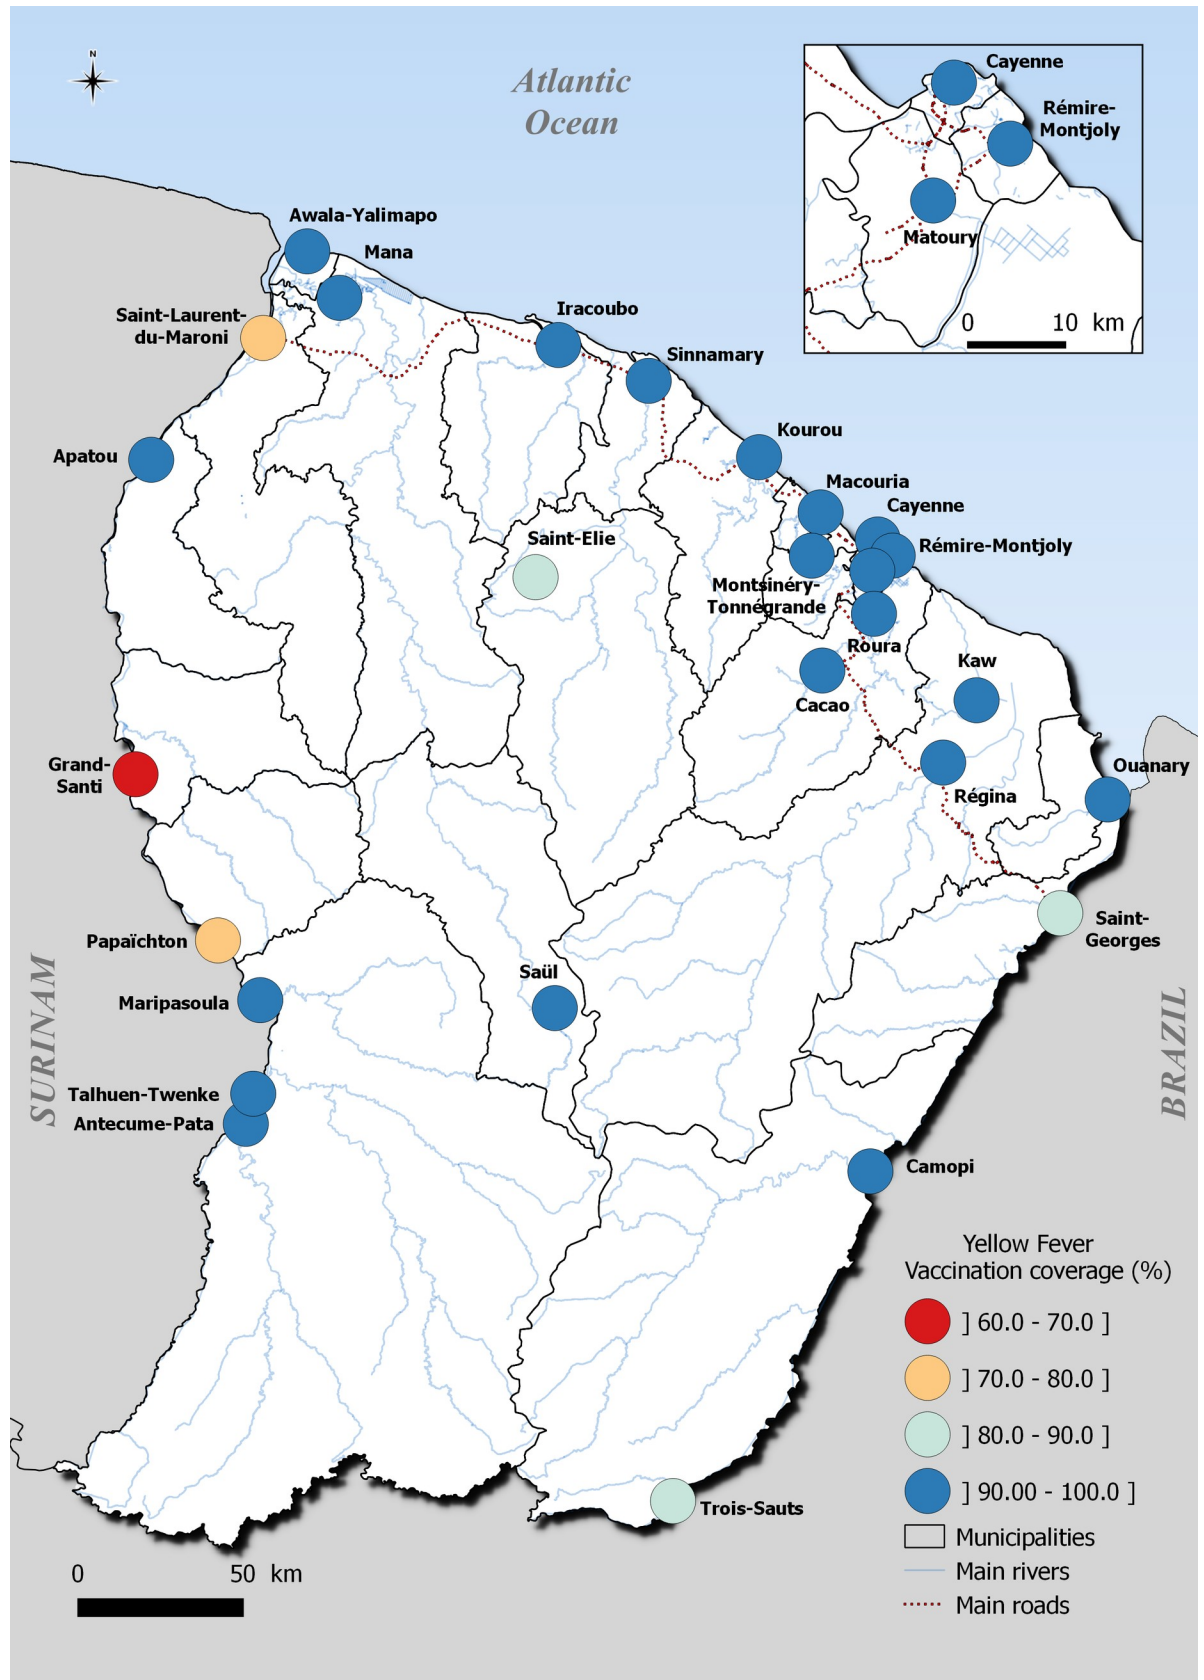 N
Atlantic
Ocean
Cayenne
Rémire-
Montjoly
Matoury
0 10 km
Awala-Yalimapo
Mana
Saint-Laurent-
du-Maroni
Iracoubo
Sinnamary
Apatou
Kourou
Macouria
Cayenne
Saint-Elie
Rémire-Montjoly
Montsinéry-
Tonnégrande
Roura
Kaw
Cacao
Grand-
Santi
Ouanary
Régina
Papaïchton
Saint-
Georges
Saül
Maripasoula
SURINAM
BRAZIL
Talhuen-Twenke
Antecume-Pata
Camopi
Yellow Fever
Vaccination coverage (%)
] 60.0 - 70.0 ]
] 70.0 - 80.0 ]
] 80.0 - 90.0 ]
] 90.00 - 100.0 ]
Trois-Sauts
Municipalities
Main rivers
Main roads
0 50 km